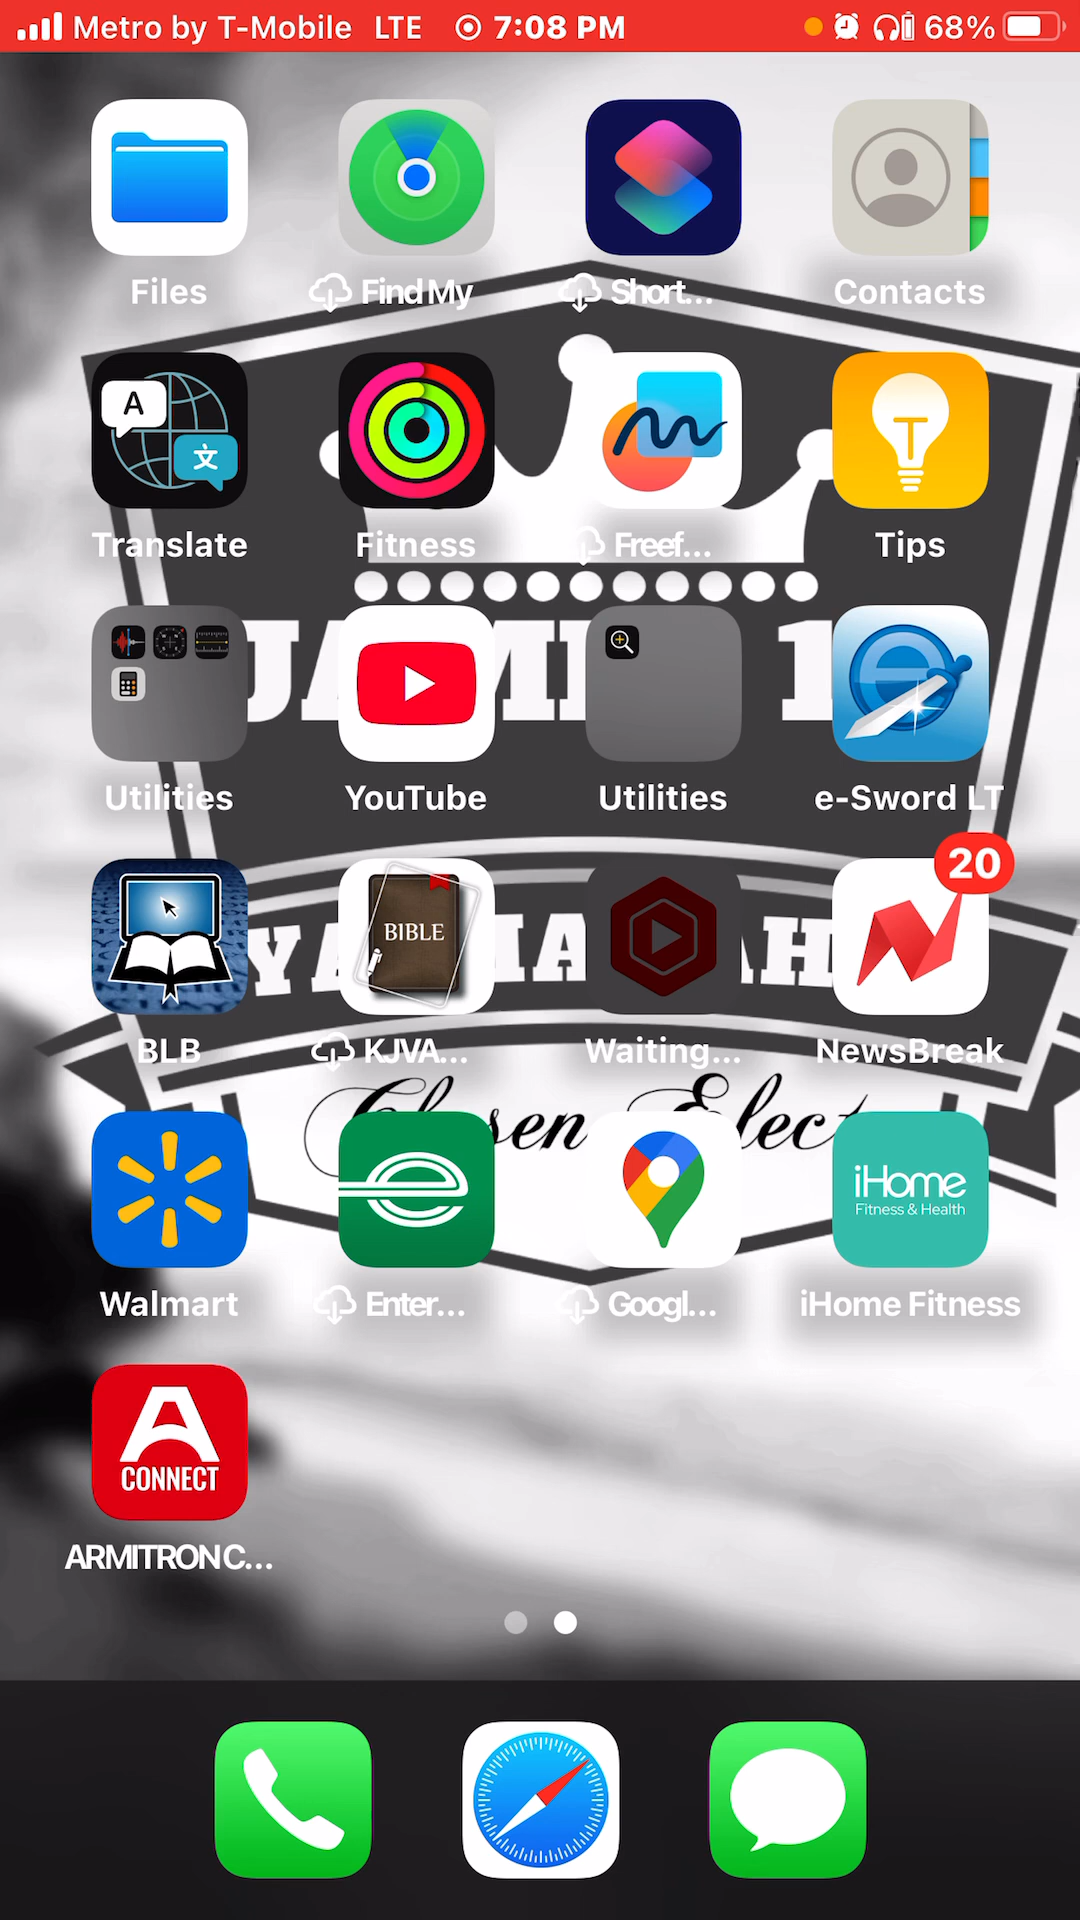 Metro by T-Mobile LTE 7:08 PM 68%
Files Find My Short... Contacts
A 文
Translate Fitness Freef... Tips
Utilities YouTube Utilities e-Sword LT
BIBLE
20
BLB KJVA... Waiting... NewsBreak
Chosen Elect
iHome
Fitness & Health
Walmart Enter... Googl... iHome Fitness
A
CONNECT
ARMITRON C...